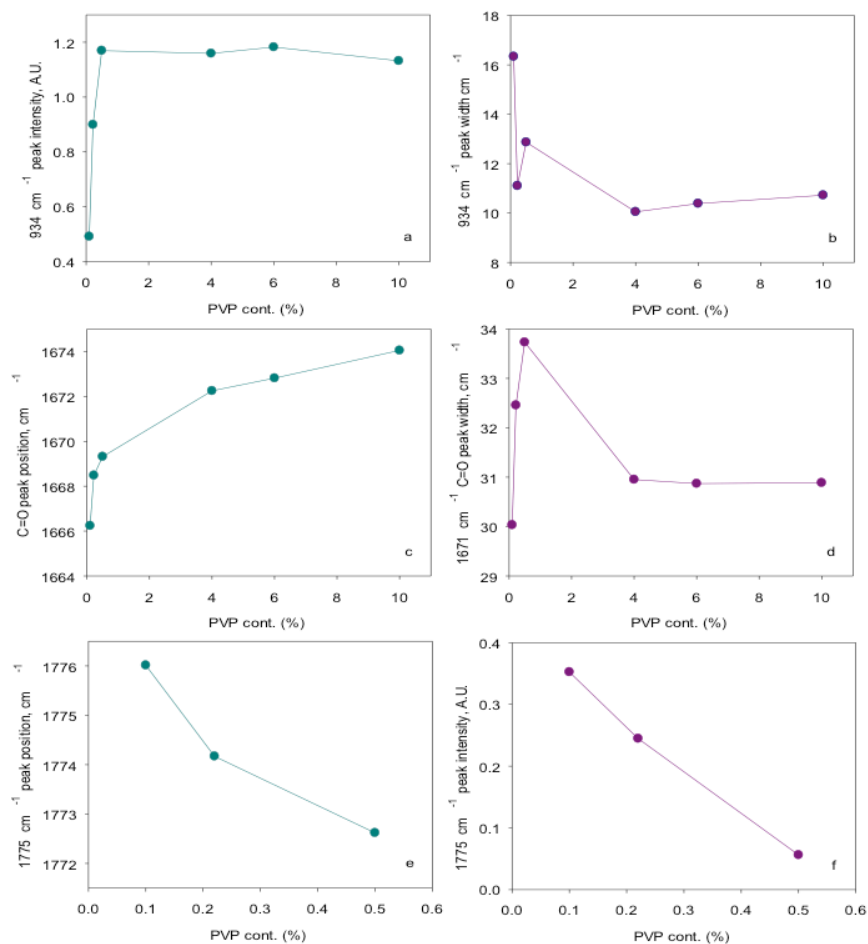 934 cm⁻¹ peak intensity, A.U.
1.2
1.0
0.8
0.6
0.4
a
0 2 4 6 8 10
PVP cont. (%)
934 cm⁻¹ peak width cm⁻¹
18
16
14
12
10
8
b
0 2 4 6 8 10
PVP cont. (%)
C=O peak position, cm⁻¹
1674
1672
1670
1668
1666
1664
c
0 2 4 6 8 10
PVP cont. (%)
1671 cm⁻¹ C=O peak width, cm⁻¹
34
33
32
31
30
29
d
0 2 4 6 8 10
PVP cont. (%)
1775 cm⁻¹ peak position, cm⁻¹
1776
1775
1774
1773
1772
e
0.0 0.1 0.2 0.3 0.4 0.5 0.6
PVP cont. (%)
1775 cm⁻¹ peak intensity, A.U.
0.4
0.3
0.2
0.1
0.0
f
0.0 0.1 0.2 0.3 0.4 0.5 0.6
PVP cont. (%)